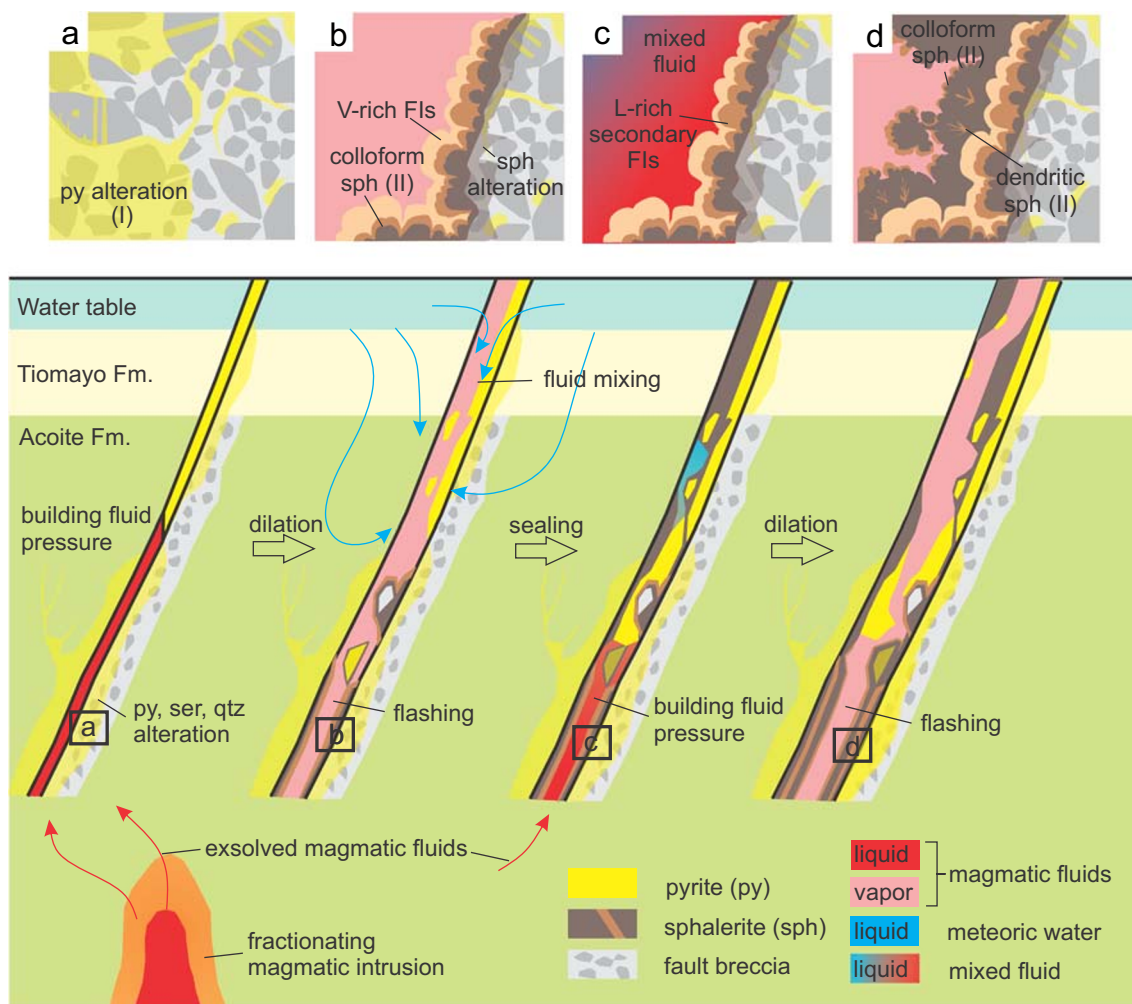 a
py alteration
(I)
b
V-rich FIs
colloform
sph (II)
sph
alteration
c
mixed
fluid
L-rich
secondary
FIs
d
colloform
sph (II)
dendritic
sph (II)
Water table
Tiomayo Fm.
fluid mixing
Acoite Fm.
building fluid
pressure
dilation
sealing
dilation
a
py, ser, qtz
alteration
b
flashing
c
building fluid
pressure
d
flashing
exsolved magmatic fluids
fractionating
magmatic intrusion
pyrite (py)
sphalerite (sph)
fault breccia
liquid
vapor
magmatic fluids
liquid
meteoric water
liquid
mixed fluid